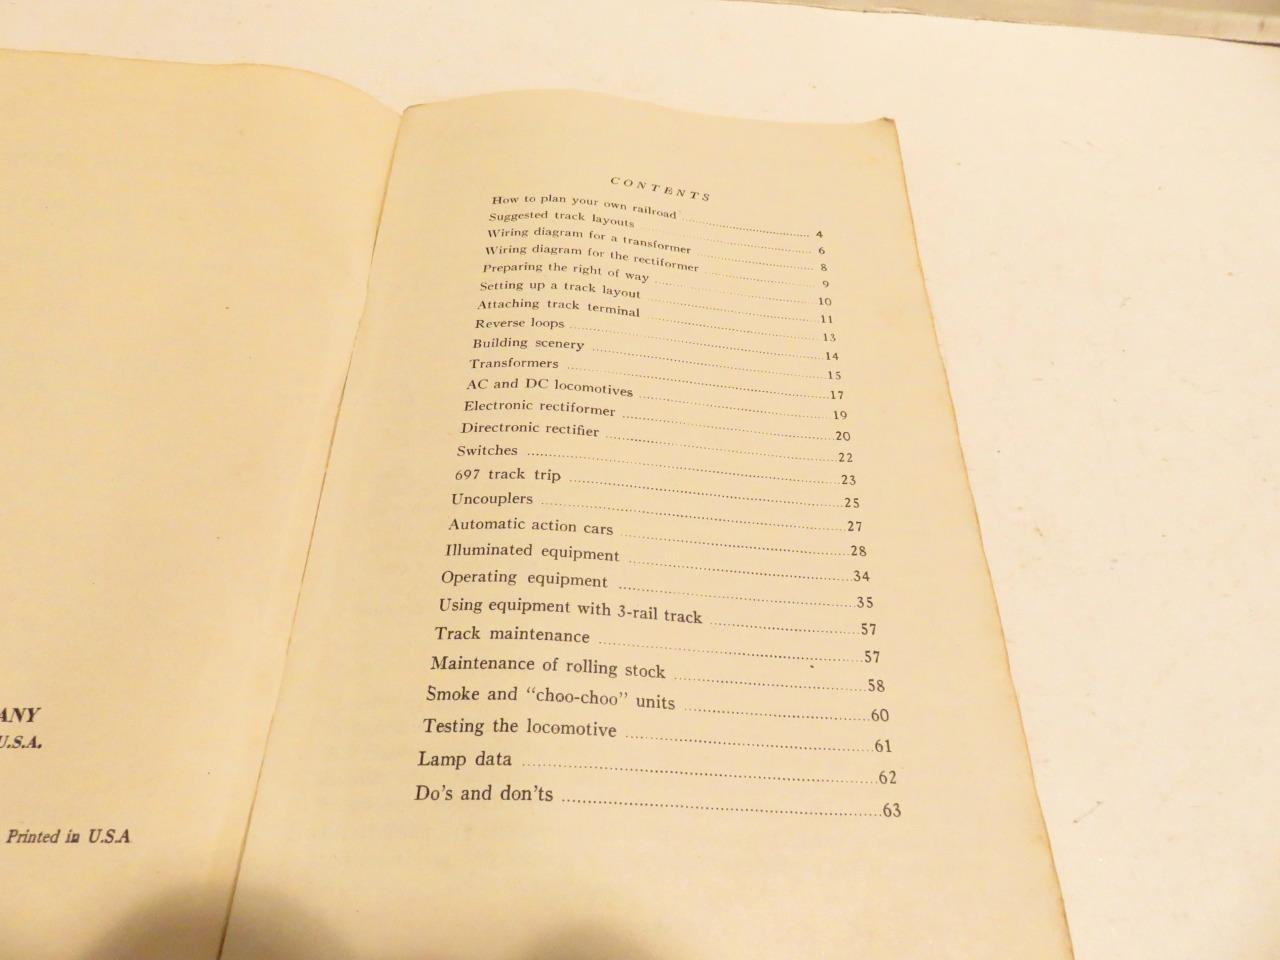 ANY
U.S.A.
Printed in U.S.A
CONTENTS
How to plan your own railroad ........ 4
Suggested track layouts ........ 6
Wiring diagram for a transformer ........ 8
Wiring diagram for the rectiformer ........ 9
Preparing the right of way ........ 10
Setting up a track layout ........ 11
Attaching track terminal ........ 13
Reverse loops ........ 14
Building scenery ........ 15
Transformers ........ 17
AC and DC locomotives ........ 19
Electronic rectiformer ........ 20
Directronic rectifier ........ 22
Switches ........ 23
697 track trip ........ 25
Uncouplers ........ 27
Automatic action cars ........ 28
Illuminated equipment ........ 34
Operating equipment ........ 35
Using equipment with 3-rail track ........ 57
Track maintenance ........ 57
Maintenance of rolling stock ........ 58
Smoke and “choo-choo” units ........ 60
Testing the locomotive ........ 61
Lamp data ........ 62
Do's and don'ts ........ 63